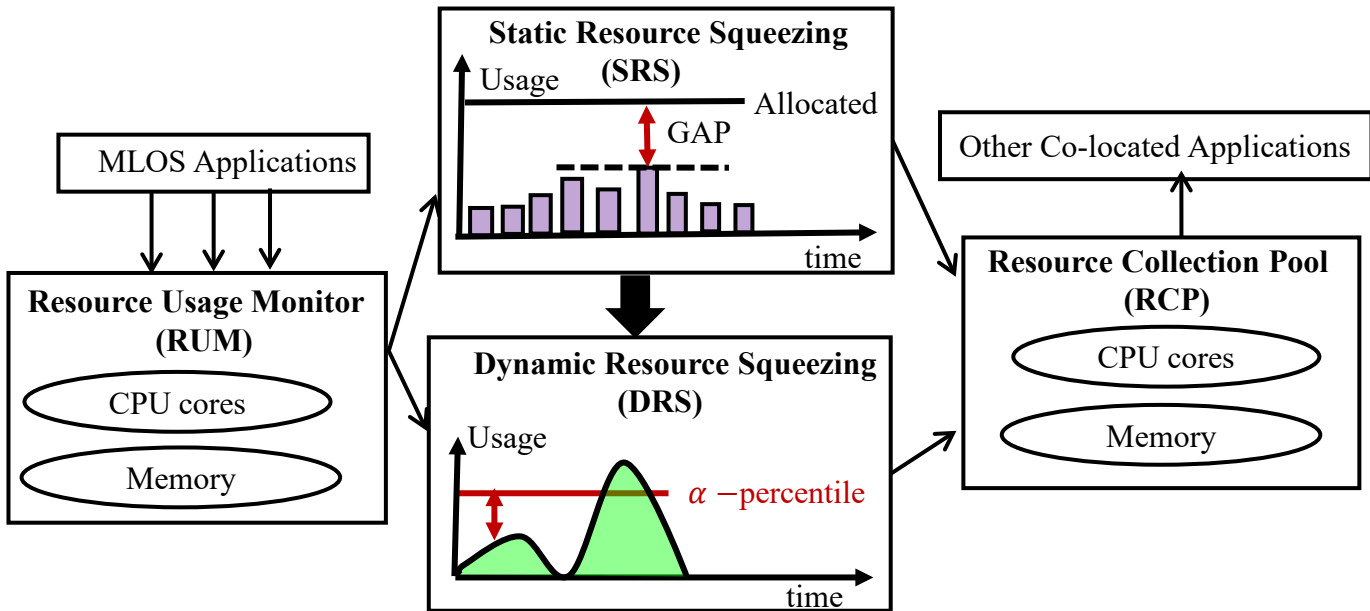 MLOS Applications
Resource Usage Monitor
(RUM)
CPU cores
Memory
Static Resource Squeezing
(SRS)
Usage
Allocated
GAP
time
Dynamic Resource Squeezing
(DRS)
Usage
α −percentile
time
Other Co-located Applications
Resource Collection Pool
(RCP)
CPU cores
Memory